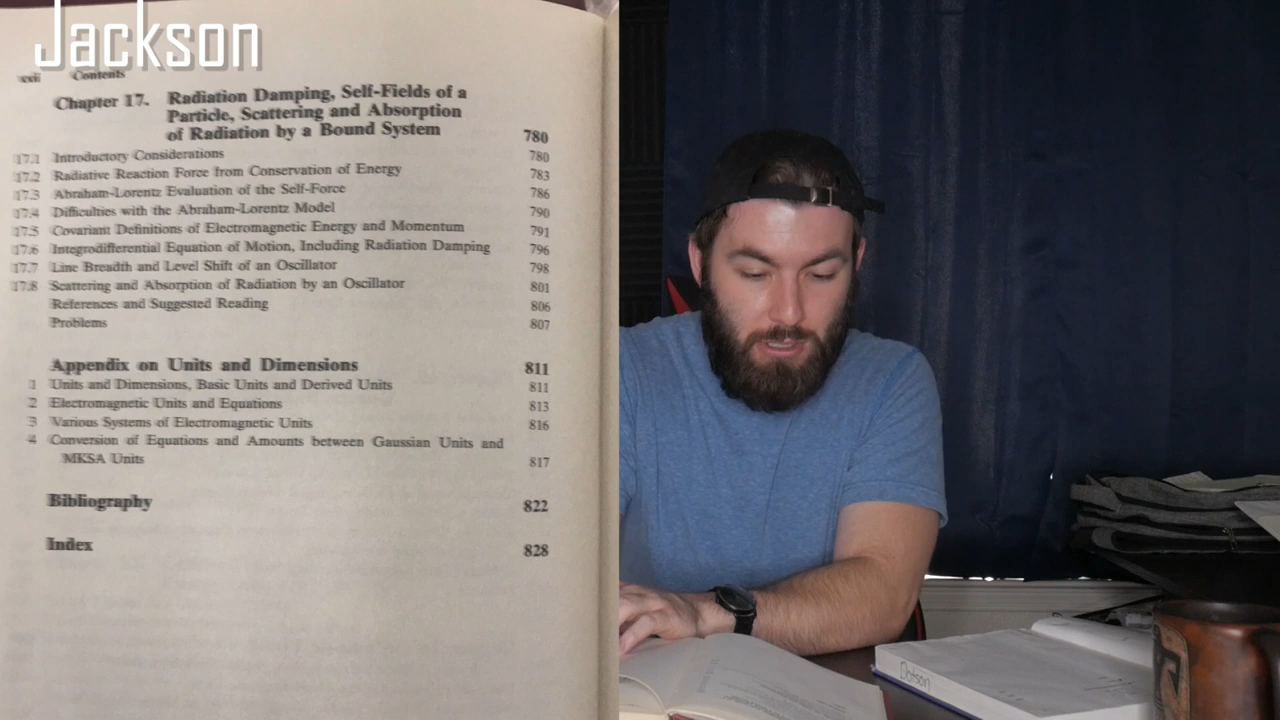 Jackson
xxii Contents
Chapter 17. Radiation Damping, Self-Fields of a
Particle, Scattering and Absorption
of Radiation by a Bound System 780
17.1 Introductory Considerations 780
17.2 Radiative Reaction Force from Conservation of Energy 783
17.3 Abraham-Lorentz Evaluation of the Self-Force 786
17.4 Difficulties with the Abraham-Lorentz Model 790
17.5 Covariant Definitions of Electromagnetic Energy and Momentum 791
17.6 Integrodifferential Equation of Motion, Including Radiation Damping 796
17.7 Line Breadth and Level Shift of an Oscillator 798
17.8 Scattering and Absorption of Radiation by an Oscillator 801
References and Suggested Reading 806
Problems 807
Appendix on Units and Dimensions 811
1 Units and Dimensions, Basic Units and Derived Units 811
2 Electromagnetic Units and Equations 813
3 Various Systems of Electromagnetic Units 816
4 Conversion of Equations and Amounts between Gaussian Units and
MKSA Units 817
Bibliography 822
Index 828
Dotson